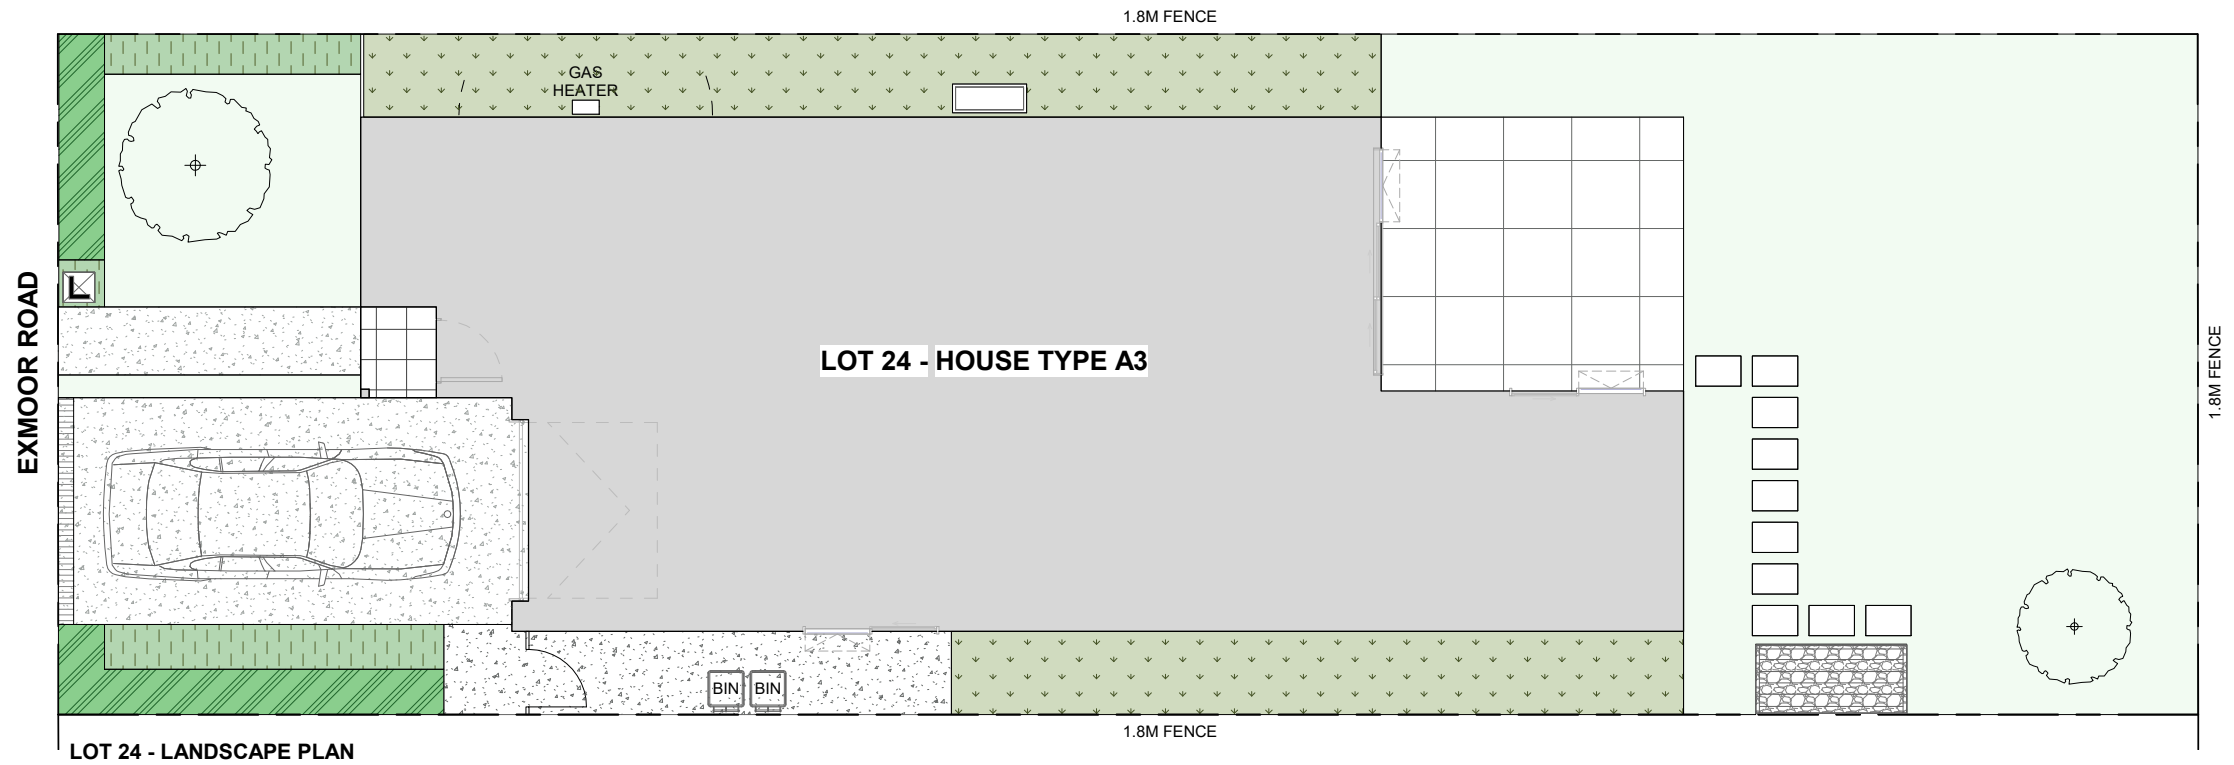 1.8M FENCE
GAS
HEATER
EXMOOR ROAD
L
LOT 24 - HOUSE TYPE A3
1.8M FENCE
BIN BIN
1.8M FENCE
LOT 24 - LANDSCAPE PLAN